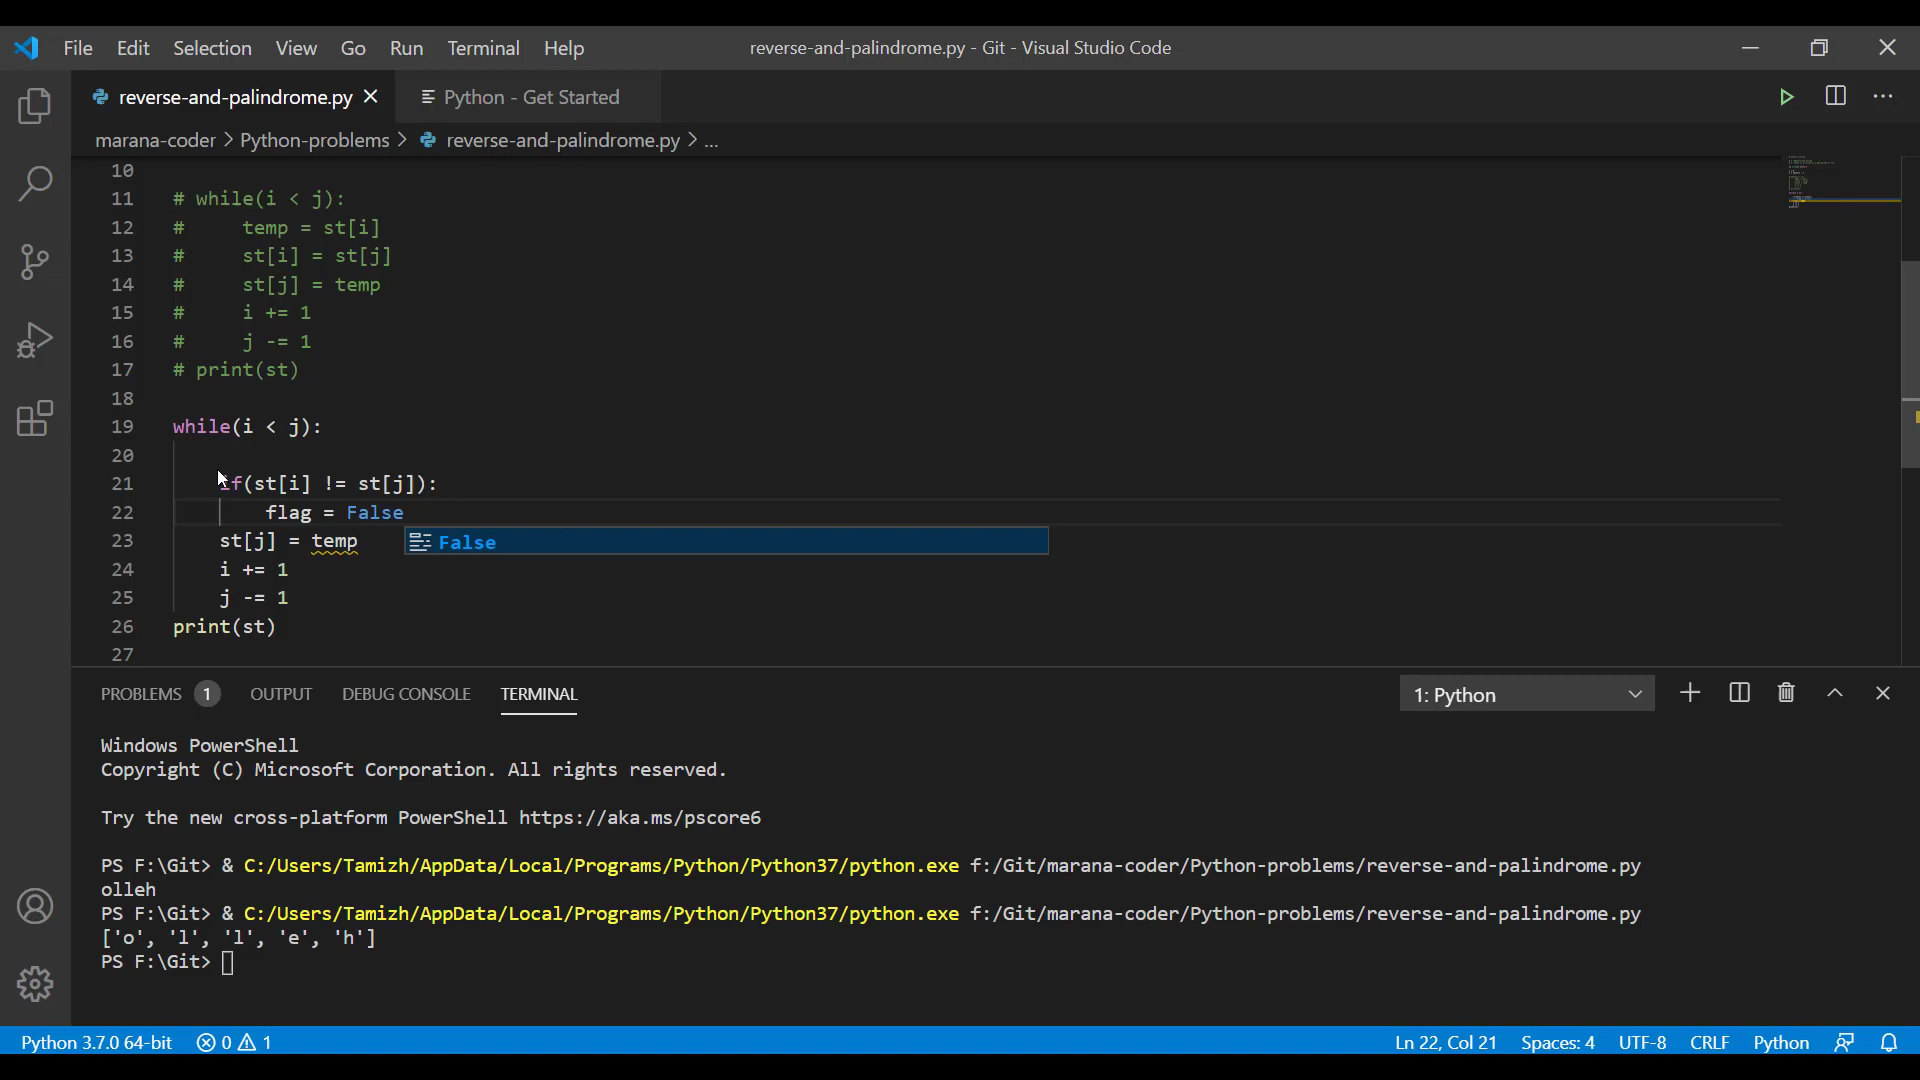 File Edit Selection View Go Run Terminal Help reverse-and-palindrome.py - Git - Visual Studio Code
reverse-and-palindrome.py Python - Get Started
marana-coder > Python-problems > reverse-and-palindrome.py > ...
10
11 # while(i < j):
12 #     temp = st[i]
13 #     st[i] = st[j]
14 #     st[j] = temp
15 #     i += 1
16 #     j -= 1
17 # print(st)
18
19 while(i < j):
20
21     if(st[i] != st[j]):
22         flag = False
23     st[j] = temp False
24     i += 1
25     j -= 1
26 print(st)
27
PROBLEMS 1 OUTPUT DEBUG CONSOLE TERMINAL 1: Python
Windows PowerShell
Copyright (C) Microsoft Corporation. All rights reserved.
Try the new cross-platform PowerShell https://aka.ms/pscore6
PS F:\Git> & C:/Users/Tamizh/AppData/Local/Programs/Python/Python37/python.exe f:/Git/marana-coder/Python-problems/reverse-and-palindrome.py
olleh
PS F:\Git> & C:/Users/Tamizh/AppData/Local/Programs/Python/Python37/python.exe f:/Git/marana-coder/Python-problems/reverse-and-palindrome.py
['o', 'l', 'l', 'e', 'h']
PS F:\Git>
Python 3.7.0 64-bit 0 1 Ln 22, Col 21 Spaces: 4 UTF-8 CRLF Python